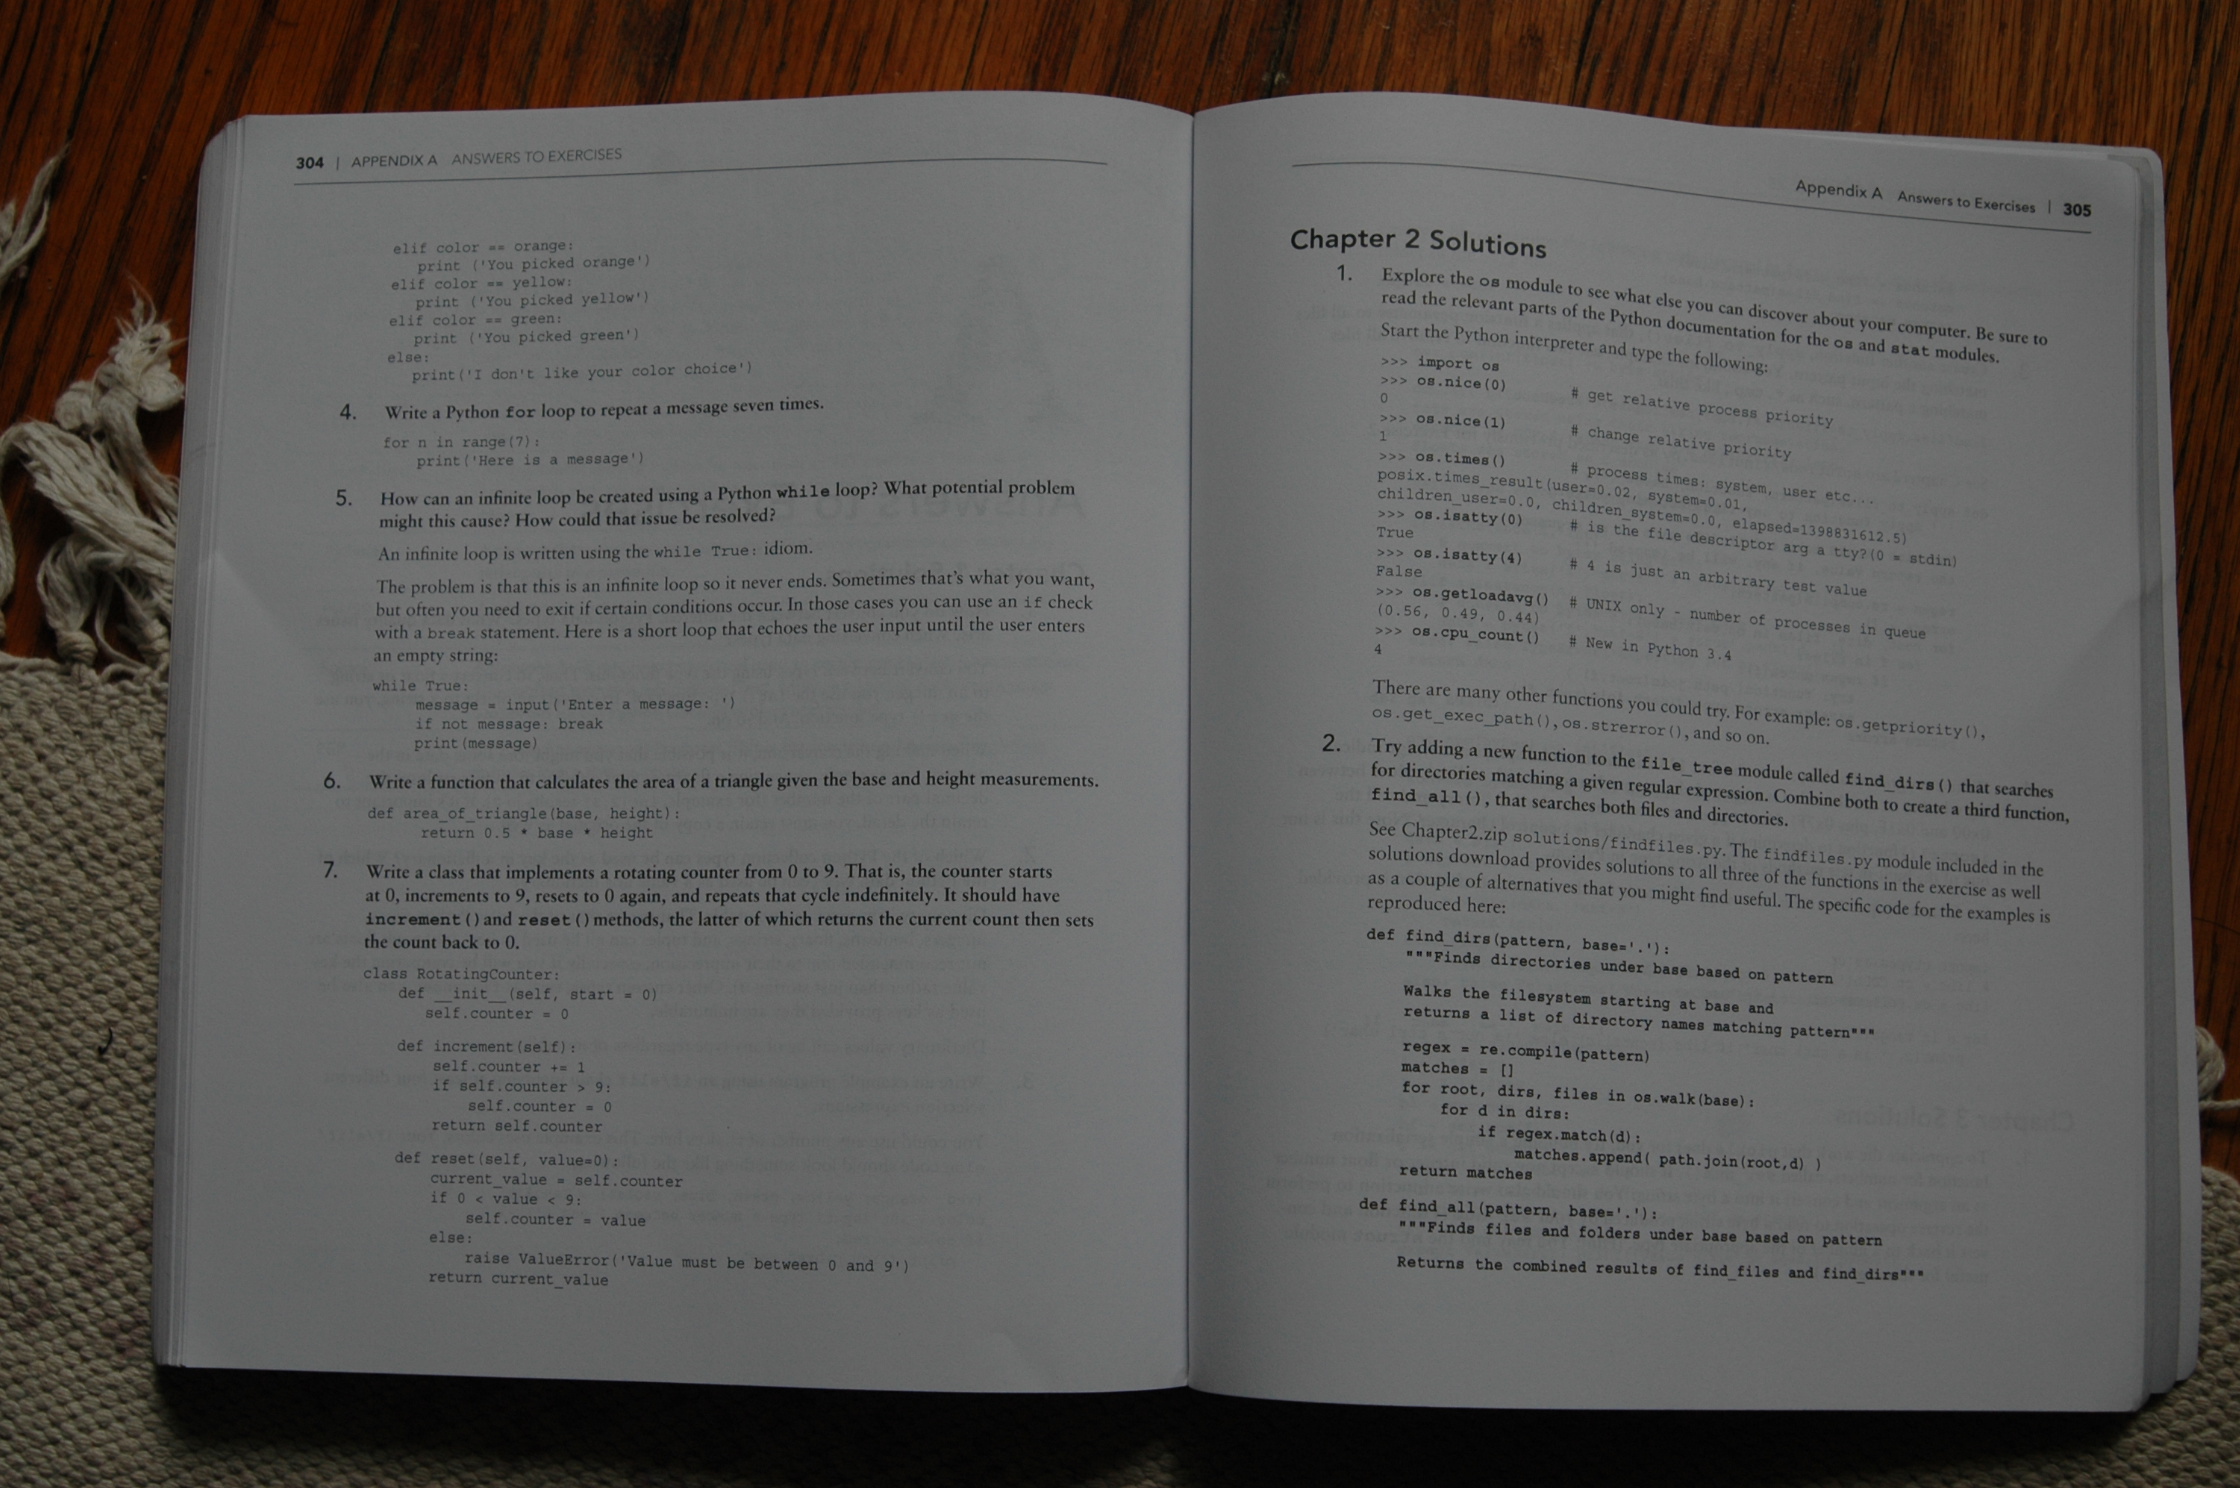 304 | APPENDIX A ANSWERS TO EXERCISES
elif color == orange:
print ('You picked orange')
elif color == yellow:
print ('You picked yellow')
elif color == green:
print ('You picked green')
else:
print('I don't like your color choice')
4. Write a Python for loop to repeat a message seven times.
for n in range(7):
print('Here is a message')
5. How can an infinite loop be created using a Python while loop? What potential problem
might this cause? How could that issue be resolved?
An infinite loop is written using the while True: idiom.
The problem is that this is an infinite loop so it never ends. Sometimes that's what you want,
but often you need to exit if certain conditions occur. In those cases you can use an if check
with a break statement. Here is a short loop that echoes the user input until the user enters
an empty string:
while True:
message = input('Enter a message: ')
if not message: break
print(message)
6. Write a function that calculates the area of a triangle given the base and height measurements.
def area_of_triangle(base, height):
return 0.5 * base * height
7. Write a class that implements a rotating counter from 0 to 9. That is, the counter starts
at 0, increments to 9, resets to 0 again, and repeats that cycle indefinitely. It should have
increment() and reset() methods, the latter of which returns the current count then sets
the count back to 0.
class RotatingCounter:
def __init__(self, start = 0)
self.counter = 0
def increment(self):
self.counter += 1
if self.counter > 9:
self.counter = 0
return self.counter
def reset(self, value=0):
current_value = self.counter
if 0 < value < 9:
self.counter = value
else:
raise ValueError('Value must be between 0 and 9')
return current_value
Appendix A Answers to Exercises | 305
Chapter 2 Solutions
1. Explore the os module to see what else you can discover about your computer. Be sure to
read the relevant parts of the Python documentation for the os and stat modules.
Start the Python interpreter and type the following:
>>> import os
>>> os.nice(0) # get relative process priority
0
>>> os.nice(1) # change relative priority
1
>>> os.times() # process times: system, user etc...
posix.times_result(user=0.02, system=0.01,
children_user=0.0, children_system=0.0, elapsed=1398831612.5)
>>> os.isatty(0) # is the file descriptor arg a tty?(0 = stdin)
True
>>> os.isatty(4) # 4 is just an arbitrary test value
False
>>> os.getloadavg() # UNIX only - number of processes in queue
(0.56, 0.49, 0.44)
>>> os.cpu_count() # New in Python 3.4
4
There are many other functions you could try. For example: os.getpriority(),
os.get_exec_path(), os.strerror(), and so on.
2. Try adding a new function to the file_tree module called find_dirs() that searches
for directories matching a given regular expression. Combine both to create a third function,
find_all(), that searches both files and directories.
See Chapter2.zip solutions/findfiles.py. The findfiles.py module included in the
solutions download provides solutions to all three of the functions in the exercise as well
as a couple of alternatives that you might find useful. The specific code for the examples is
reproduced here:
def find_dirs(pattern, base='.'):
"""Finds directories under base based on pattern
Walks the filesystem starting at base and
returns a list of directory names matching pattern"""
regex = re.compile(pattern)
matches = []
for root, dirs, files in os.walk(base):
for d in dirs:
if regex.match(d):
matches.append( path.join(root,d) )
return matches
def find_all(pattern, base='.'):
"""Finds files and folders under base based on pattern
Returns the combined results of find_files and find_dirs"""